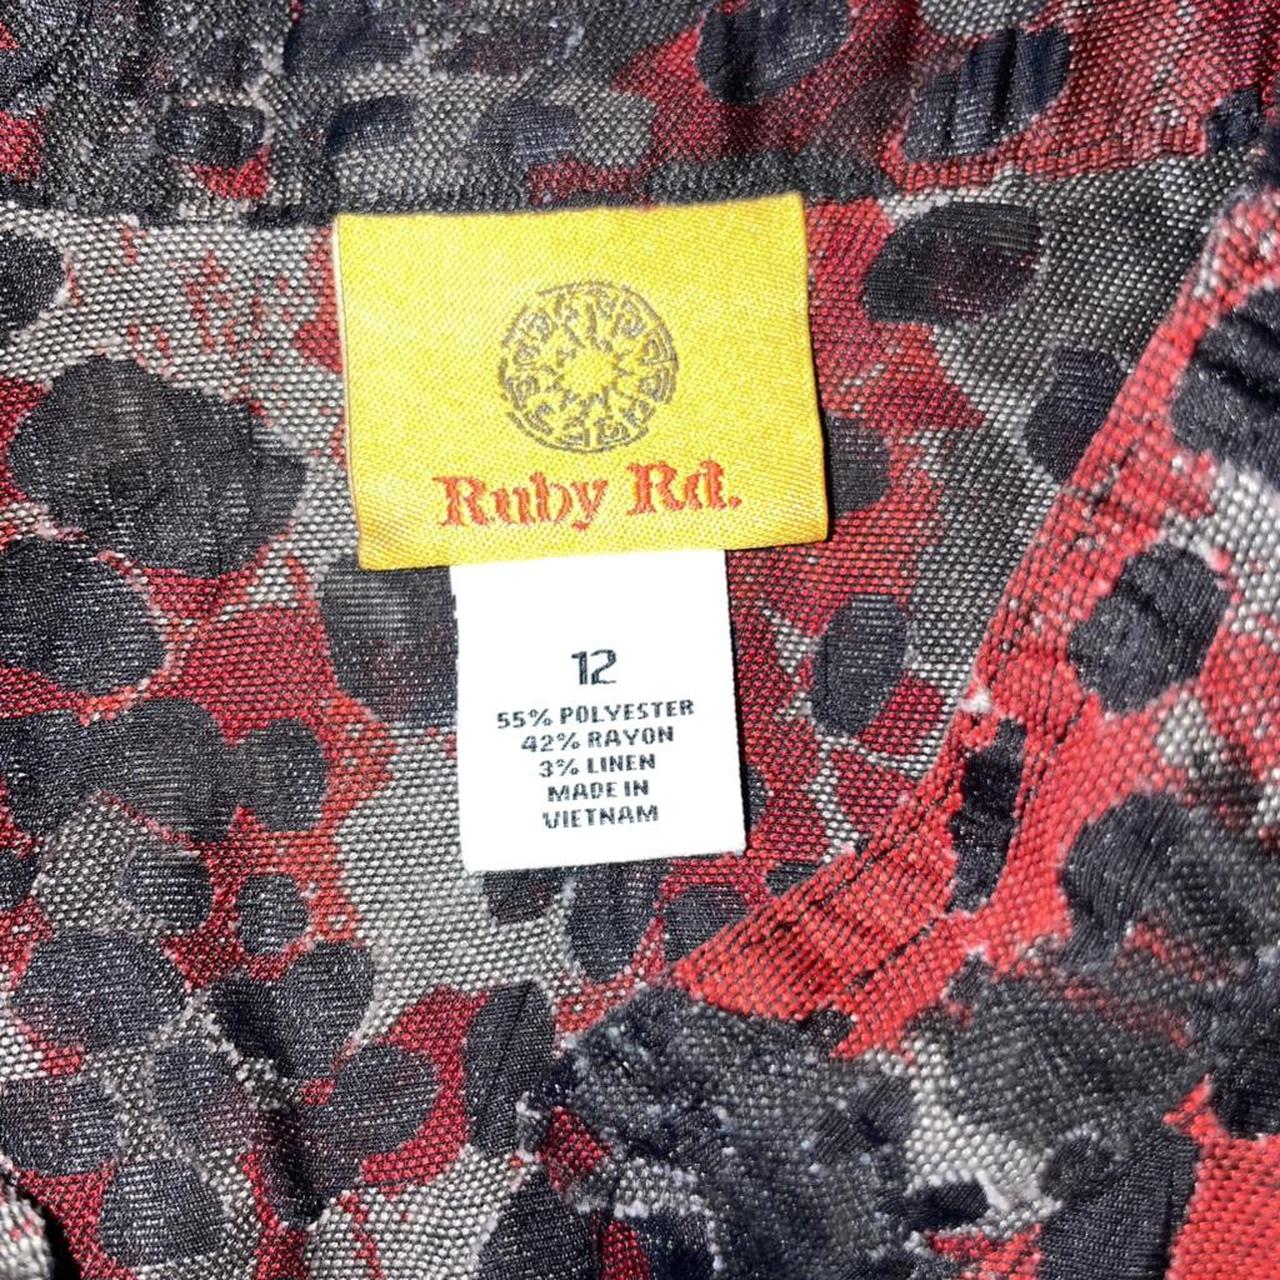 Ruby Rd.
12
55% POLYESTER
42% RAYON
3% LINEN
MADE IN
VIETNAM